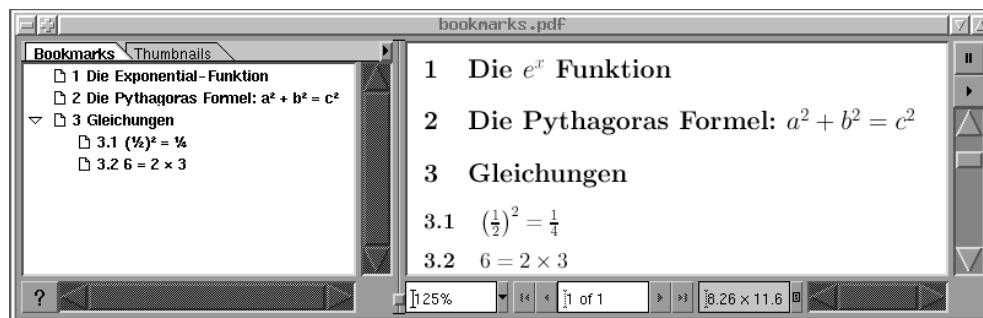 bookmarks.pdf
Bookmarks Thumbnails
1 Die Exponential-Funktion
2 Die Pythagoras Formel: a² + b² = c²
3 Gleichungen
3.1 (½)² = ¼
3.2 6 = 2 × 3
1 Die eˣ Funktion
2 Die Pythagoras Formel: a² + b² = c²
3 Gleichungen
3.1 (1/2)² = 1/4
3.2 6 = 2 × 3
?
125%
1 of 1
8.26 × 11.6